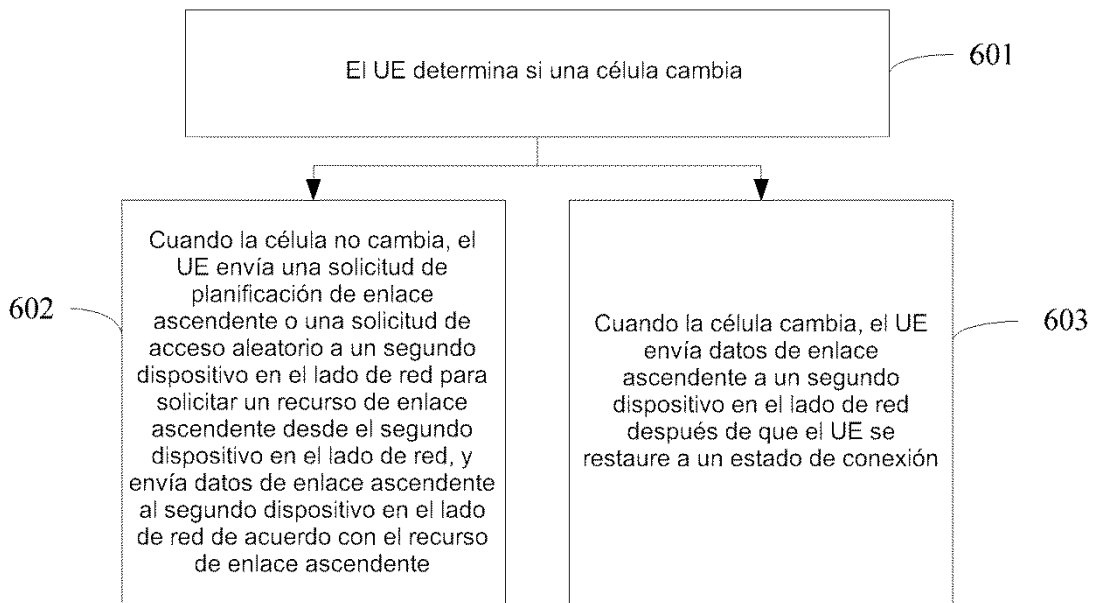 El UE determina si una célula cambia
601
Cuando la célula no cambia, el
UE envía una solicitud de
planificación de enlace
ascendente o una solicitud de
acceso aleatorio a un segundo
dispositivo en el lado de red para
solicitar un recurso de enlace
ascendente desde el segundo
dispositivo en el lado de red, y
envía datos de enlace ascendente
al segundo dispositivo en el lado
de red de acuerdo con el recurso
de enlace ascendente
602
Cuando la célula cambia, el UE
envía datos de enlace
ascendente a un segundo
dispositivo en el lado de red
después de que el UE se
restaure a un estado de conexión
603